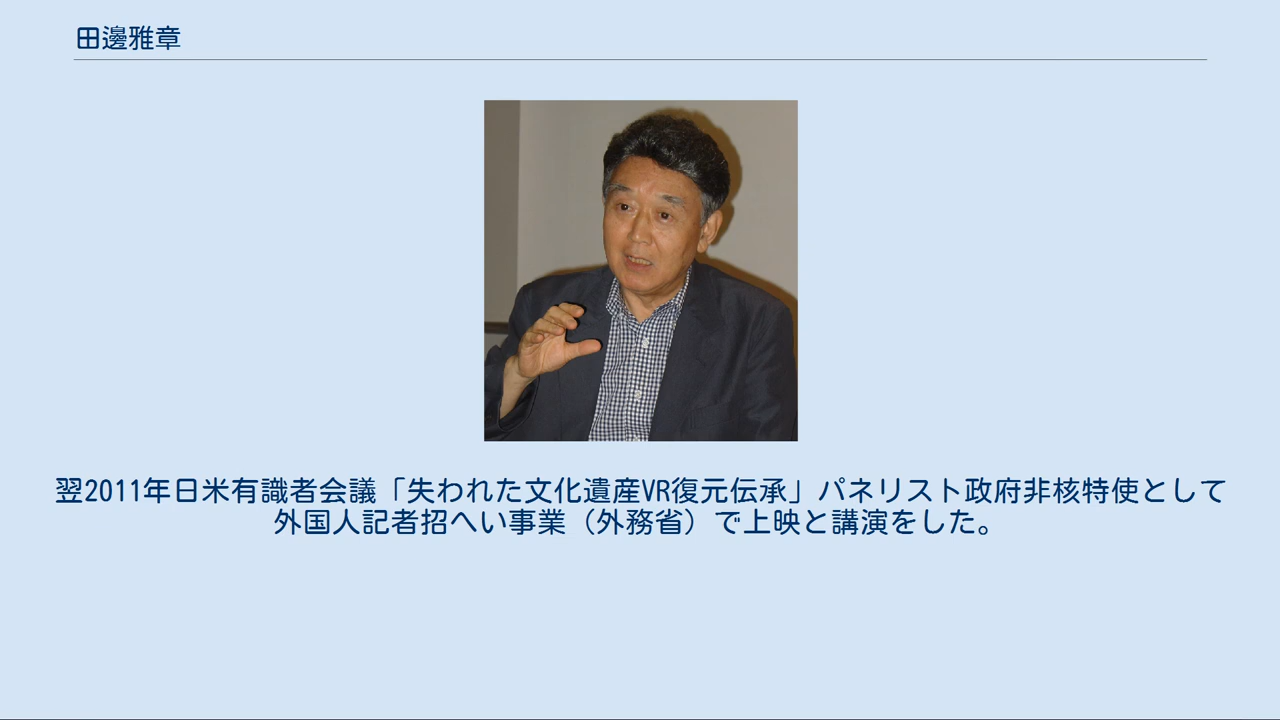 田邊雅章
翌2011年日米有識者会議「失われた文化遺産VR復元伝承」パネリスト政府非核特使として
外国人記者招へい事業（外務省）で上映と講演をした。